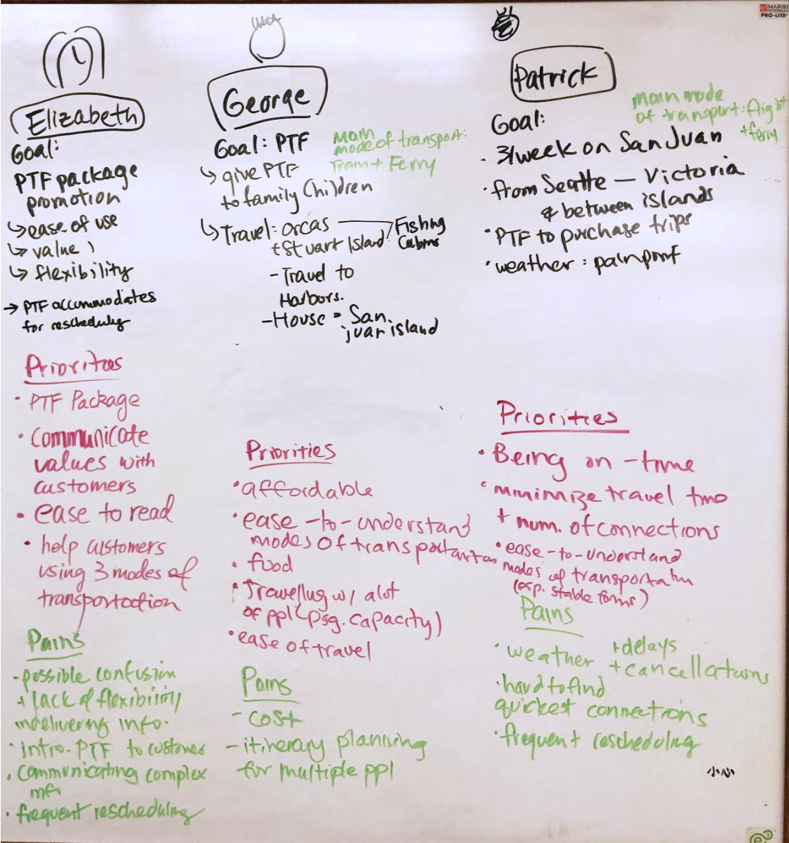 Elizabeth
Goal:
PTF package
promotion
↳ ease of use
↳ value
↳ flexibility
→ PTF accommodates
for reschedulg
Priorities
• PTF Package
• communicate
values with
customers
• ease to read
• help customers
using 3 modes of
transportation
Pains
- possible confusion
+ lack of flexibility
in delivering info.
• intro. PTF to customer
• communicating complex
• frequent rescheduling
George
Goal: PTF
↳ give PTF
to family Children
Main
mode of transport:
Tram + Ferry
↳ Travel: orcas
+ Stuart Island
Fishing
Cabins
- Travel to
Harbors.
- House = San
juan island
Priorities
• affordable
• ease-to-understand
modes of transportation
• food
• Travelling w/ alot
of ppl (psg. capacity)
• ease of travel
Pains
- cost
- itinerary planning
for multiple ppl
Patrick
Goal:
main mode
of transport: flight
+ ferry
• 3/week on San Juan
• from Seattle – Victoria
& between islands
• PTF to purchase trips
• weather: painpoint
Priorities
• Being on-time
• minimize travel time
+ num. of connections
• ease-to-understand
modes of transportation
(esp. stable forms)
Pains
• weather + delays
+ cancellations
• hard to find
quickest connections
• frequent rescheduling
MARKER
PRO-LITE